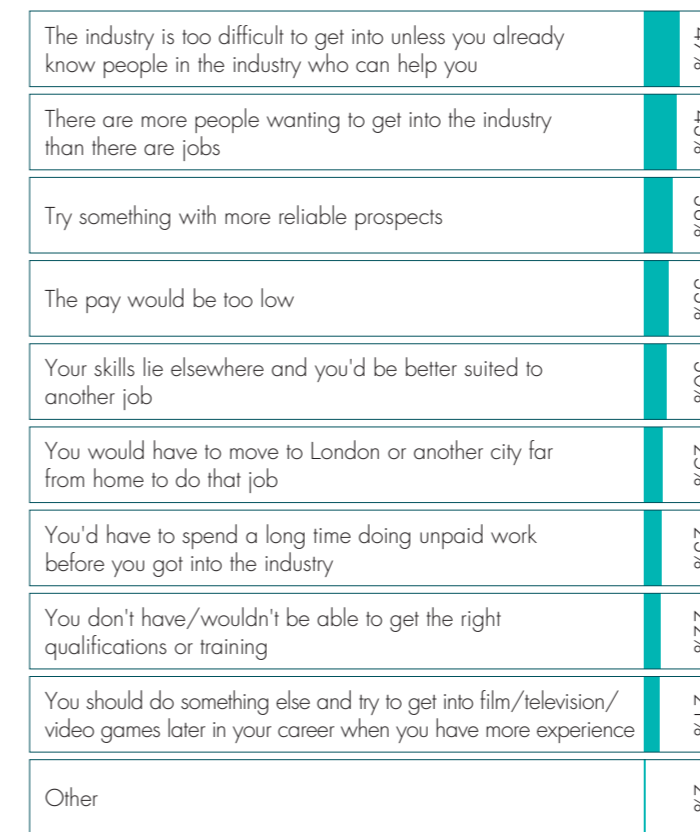 The industry is too difficult to get into unless you already
know people in the industry who can help you
47%
There are more people wanting to get into the industry
than there are jobs
Try something with more reliable prospects
The pay would be too low
Your skills lie elsewhere and you'd be better suited to
another job
You would have to move to London or another city far
from home to do that job
You'd have to spend a long time doing unpaid work
before you got into the industry
You don't have/wouldn't be able to get the right
qualifications or training
22%
You should do something else and try to get into film/television/
video games later in your career when you have more experience
21%
Other
2%